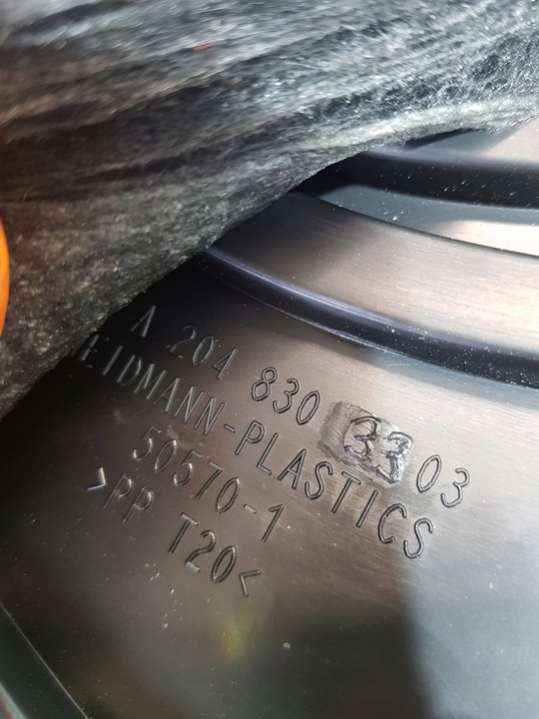 A 204 830 33 03
EIDMANN-PLASTICS
50570-1
>PP T20<